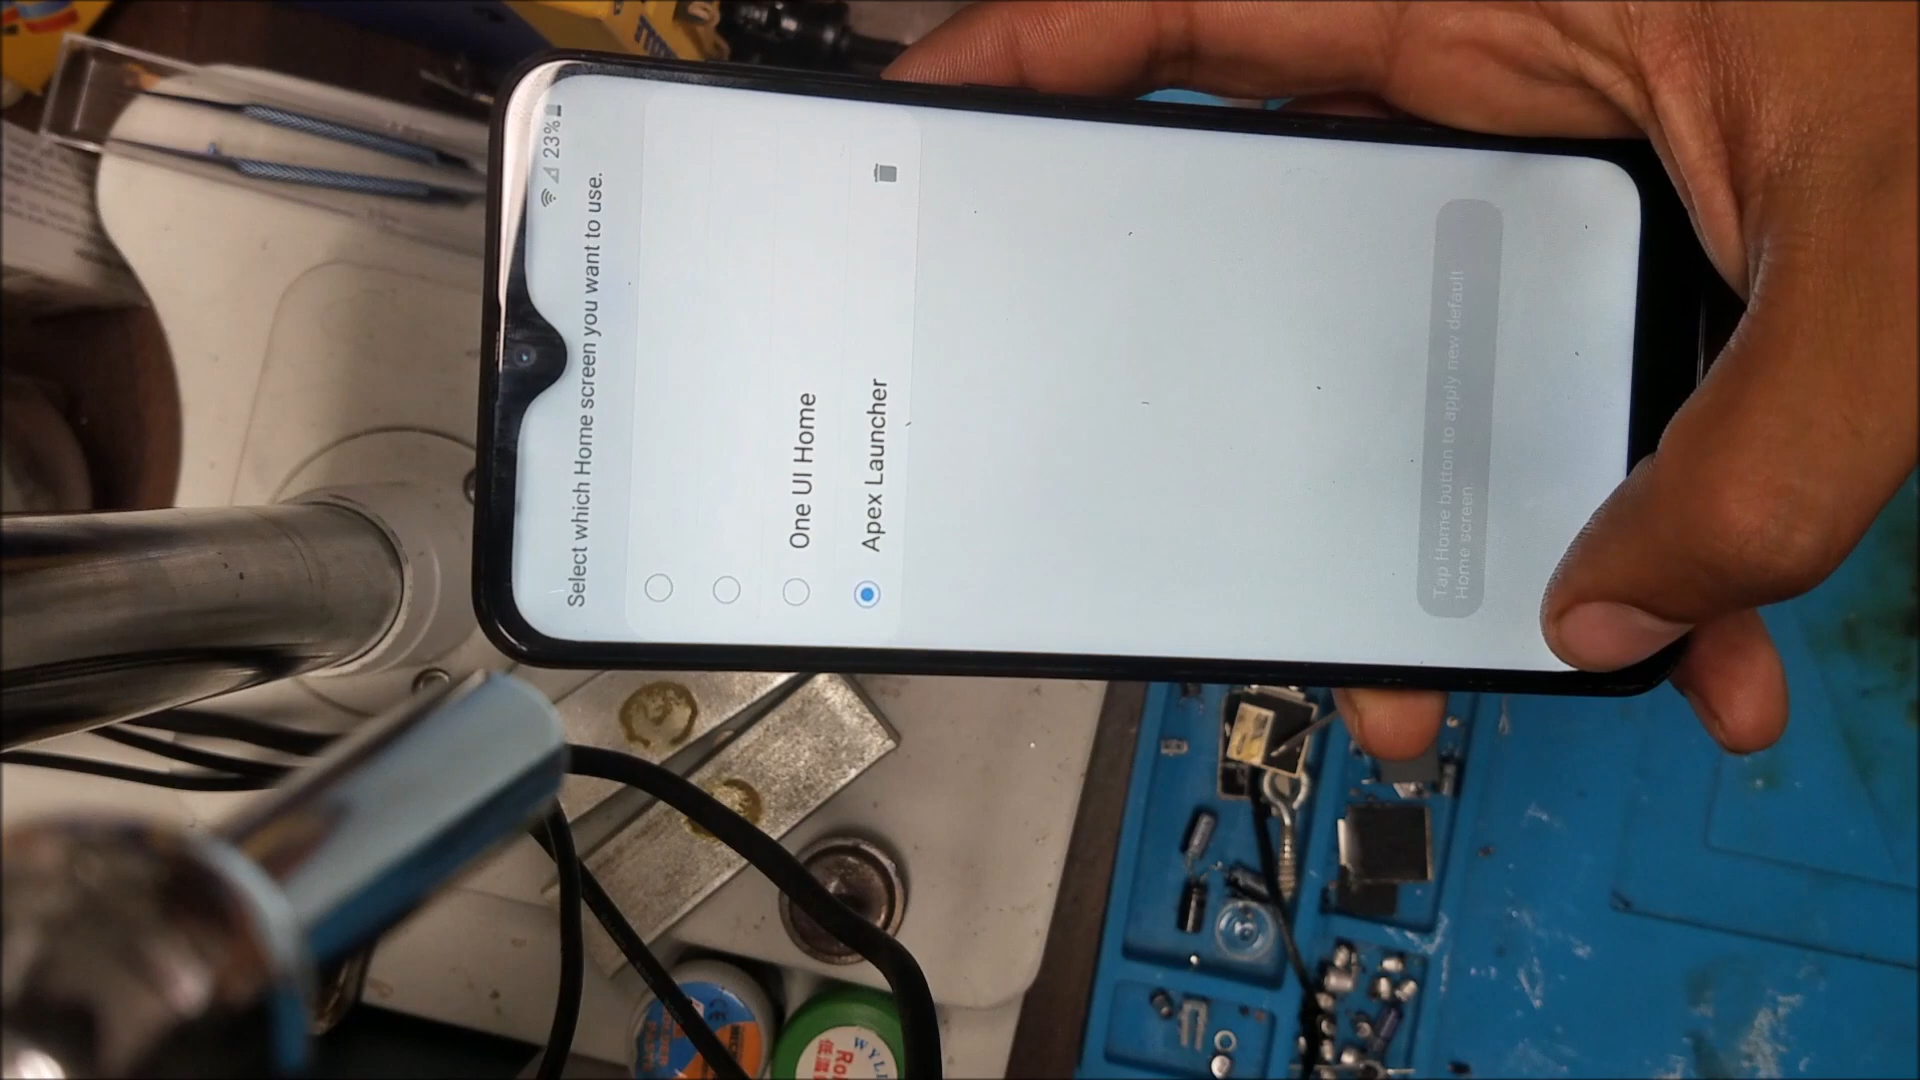 23%
Select which Home screen you want to use.
One UI Home
Apex Launcher
Tap Home button to apply new default
Home screen
WYLI